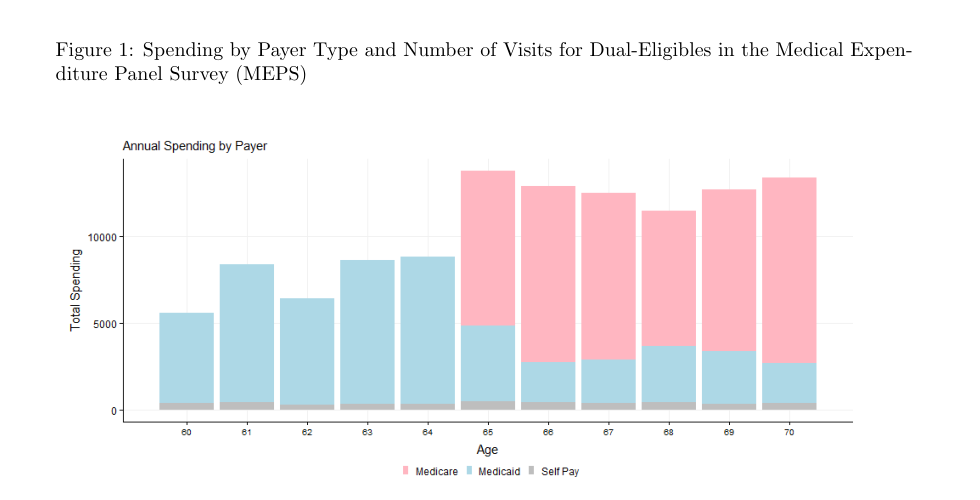 Figure 1: Spending by Payer Type and Number of Visits for Dual-Eligibles in the Medical Expen-
diture Panel Survey (MEPS)
Annual Spending by Payer
Total Spending
10000
5000
0
60 61 62 63 64 65 66 67 68 69 70
Age
Medicare Medicaid Self Pay